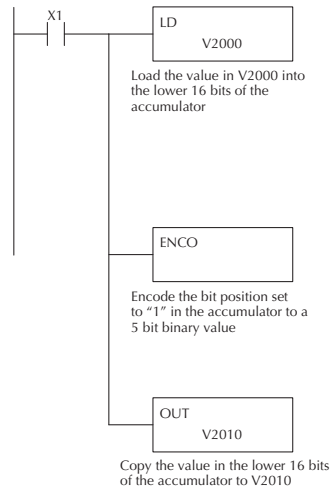 X1
LD
V2000
Load the value in V2000 into
the lower 16 bits of the
accumulator
ENCO
Encode the bit position set
to “1” in the accumulator to a
5 bit binary value
OUT
V2010
Copy the value in the lower 16 bits
of the accumulator to V2010